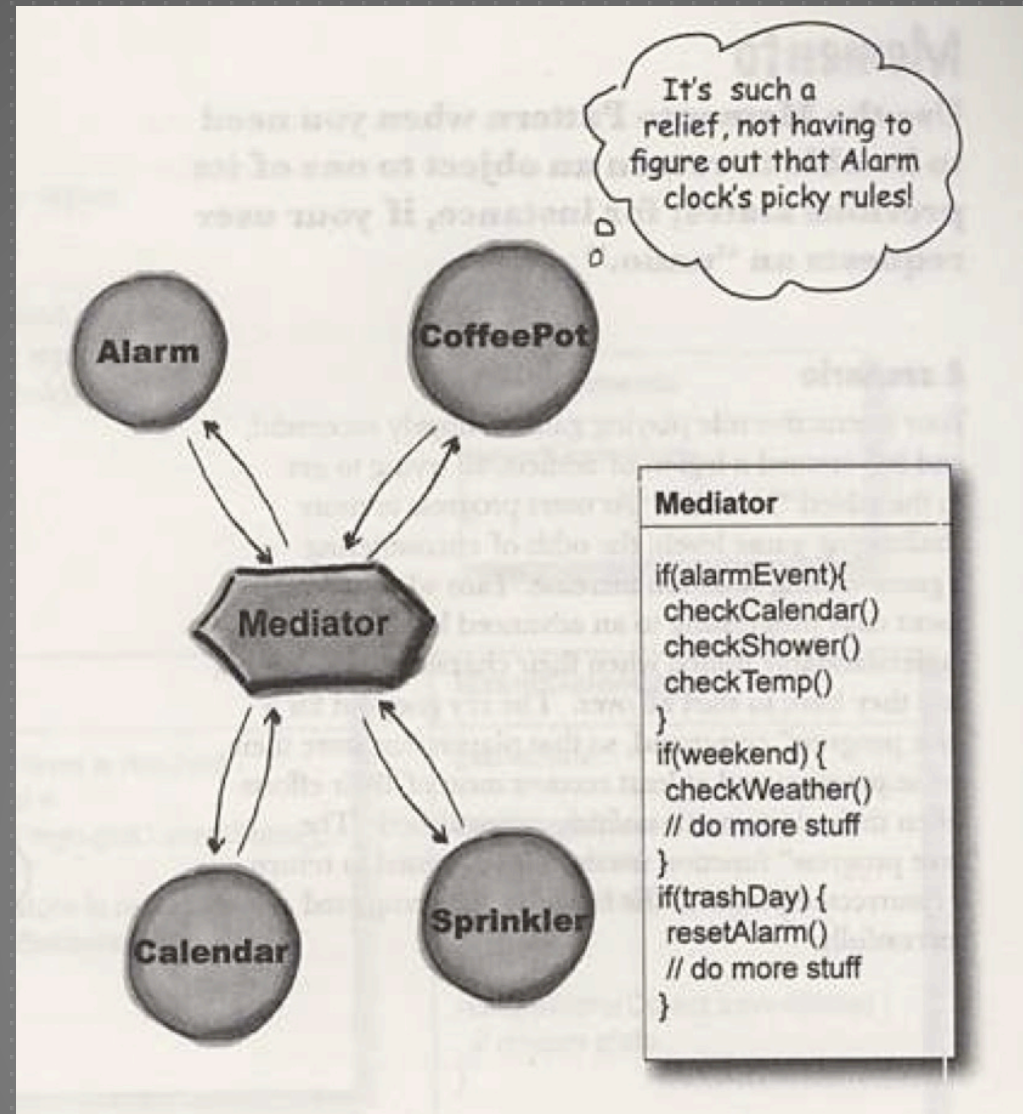 It's such a
relief, not having to
figure out that Alarm
clock's picky rules!
Alarm
CoffeePot
Mediator
Calendar
Sprinkler
Mediator
if(alarmEvent){
checkCalendar()
checkShower()
checkTemp()
}
if(weekend) {
checkWeather()
// do more stuff
}
if(trashDay) {
resetAlarm()
// do more stuff
}